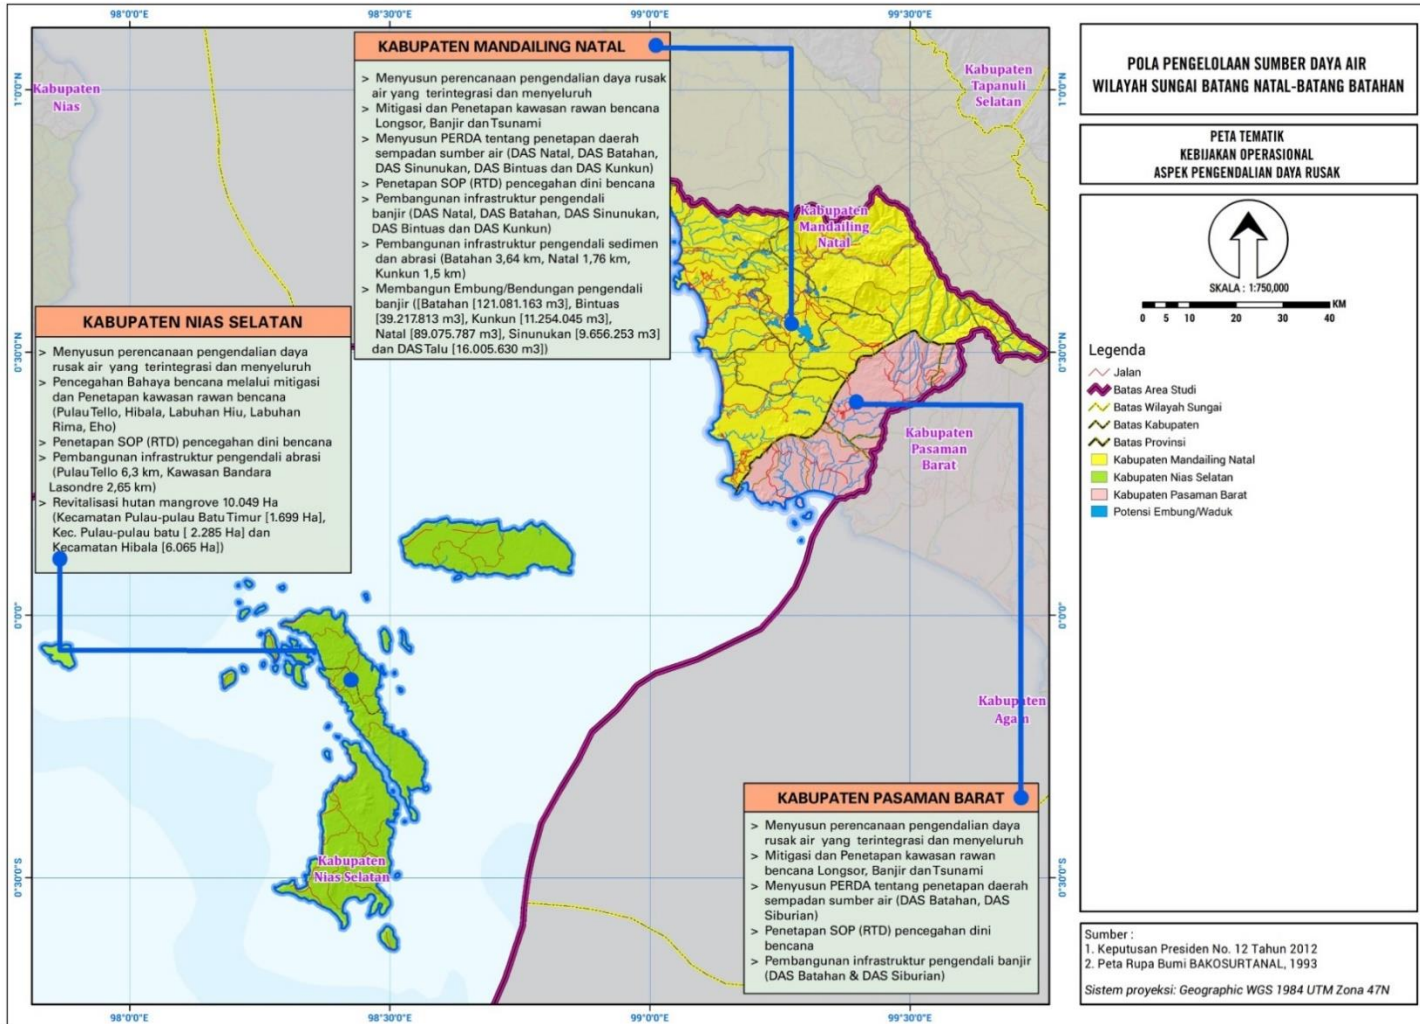 98°0'0"E
98°30'0"E
99°0'0"E
99°30'0"E
1°0'0"N
0°30'0"N
0°0'0"
0°30'0"S
Kabupaten
Nias
KABUPATEN MANDAILING NATAL
> Menyusun perencanaan pengendalian daya rusak
air yang terintegrasi dan menyeluruh
> Mitigasi dan Penetapan kawasan rawan bencana
Longsor, Banjir dan Tsunami
> Menyusun PERDA tentang penetapan daerah
sempadan sumber air (DAS Natal, DAS Batahan,
DAS Sinunukan, DAS Bintuas dan DAS Kunkun)
> Penetapan SOP (RTD) pencegahan dini bencana
> Pembangunan infrastruktur pengendali
banjir (DAS Natal, DAS Batahan, DAS Sinunukan,
DAS Bintuas dan DAS Kunkun)
> Pembangunan infrastruktur pengendali sedimen
dan abrasi (Batahan 3,64 km, Natal 1,76 km,
Kunkun 1,5 km)
> Membangun Embung/Bendungan pengendali
banjir ([Batahan [121.081.163 m3], Bintuas
[39.217.813 m3], Kunkun [11.254.045 m3],
Natal [89.075.787 m3], Sinunukan [9.656.253 m3]
dan DAS Talu [16.005.630 m3])
Kabupaten
Tapanuli
Selatan
Kabupaten
Mandailing
Natal
KABUPATEN NIAS SELATAN
> Menyusun perencanaan pengendalian daya
rusak air yang terintegrasi dan menyeluruh
> Pencegahan Bahaya bencana melalui mitigasi
dan Penetapan kawasan rawan bencana
(Pulau Tello, Hibala, Labuhan Hiu, Labuhan
Rima, Eho)
> Penetapan SOP (RTD) pencegahan dini bencana
> Pembangunan infrastruktur pengendali abrasi
(Pulau Tello 6,3 km, Kawasan Bandara
Lasondre 2,65 km)
> Revitalisasi hutan mangrove 10.049 Ha
(Kecamatan Pulau-pulau Batu Timur [1.699 Ha],
Kec. Pulau-pulau batu [ 2.285 Ha] dan
Kecamatan Hibala [6.065 Ha])
Kabupaten
Pasaman
Barat
Kabupaten
Agam
Kabupaten
Nias Selatan
KABUPATEN PASAMAN BARAT
> Menyusun perencanaan pengendalian daya
rusak air yang terintegrasi dan menyeluruh
> Mitigasi dan Penetapan kawasan rawan
bencana Longsor, Banjir dan Tsunami
> Menyusun PERDA tentang penetapan daerah
sempadan sumber air (DAS Batahan, DAS
Siburian)
> Penetapan SOP (RTD) pencegahan dini
bencana
> Pembangunan infrastruktur pengendali banjir
(DAS Batahan & DAS Siburian)
1°0'0"N
0°30'0"N
0°0'0"
0°30'0"S
98°0'0"E
98°30'0"E
99°0'0"E
99°30'0"E
POLA PENGELOLAAN SUMBER DAYA AIR
WILAYAH SUNGAI BATANG NATAL-BATANG BATAHAN
PETA TEMATIK
KEBIJAKAN OPERASIONAL
ASPEK PENGENDALIAN DAYA RUSAK
SKALA : 1:750,000
KM
0 5 10 20 30 40
Legenda
Jalan
Batas Area Studi
Batas Wilayah Sungai
Batas Kabupaten
Batas Provinsi
Kabupaten Mandailing Natal
Kabupaten Nias Selatan
Kabupaten Pasaman Barat
Potensi Embung/Waduk
Sumber :
1. Keputusan Presiden No. 12 Tahun 2012
2. Peta Rupa Bumi BAKOSURTANAL, 1993
Sistem proyeksi: Geographic WGS 1984 UTM Zona 47N